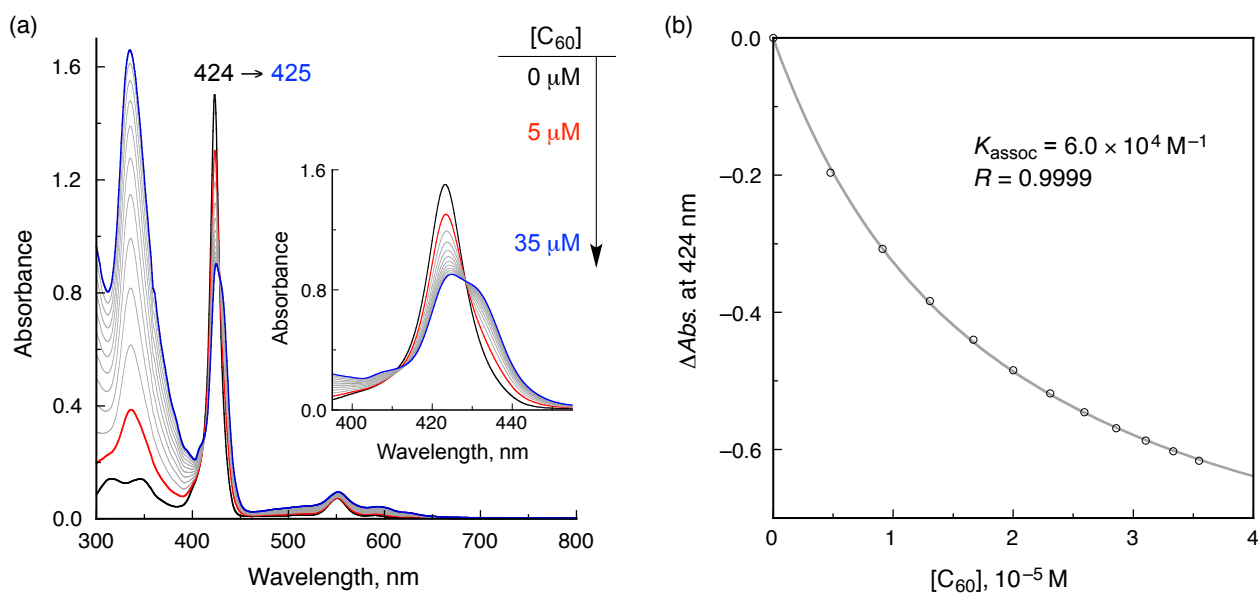 (a)
[C60]
0 μM
5 μM
35 μM
424 → 425
Absorbance
1.6
1.2
0.8
0.4
0.0
300 400 500 600 700 800
Wavelength, nm
Absorbance
1.6
0.8
0.0
400 420 440
Wavelength, nm
(b)
ΔAbs. at 424 nm
0.0
−0.2
−0.4
−0.6
Kassoc = 6.0 × 10⁴ M⁻¹
R = 0.9999
0 1 2 3 4
[C60], 10⁻⁵ M